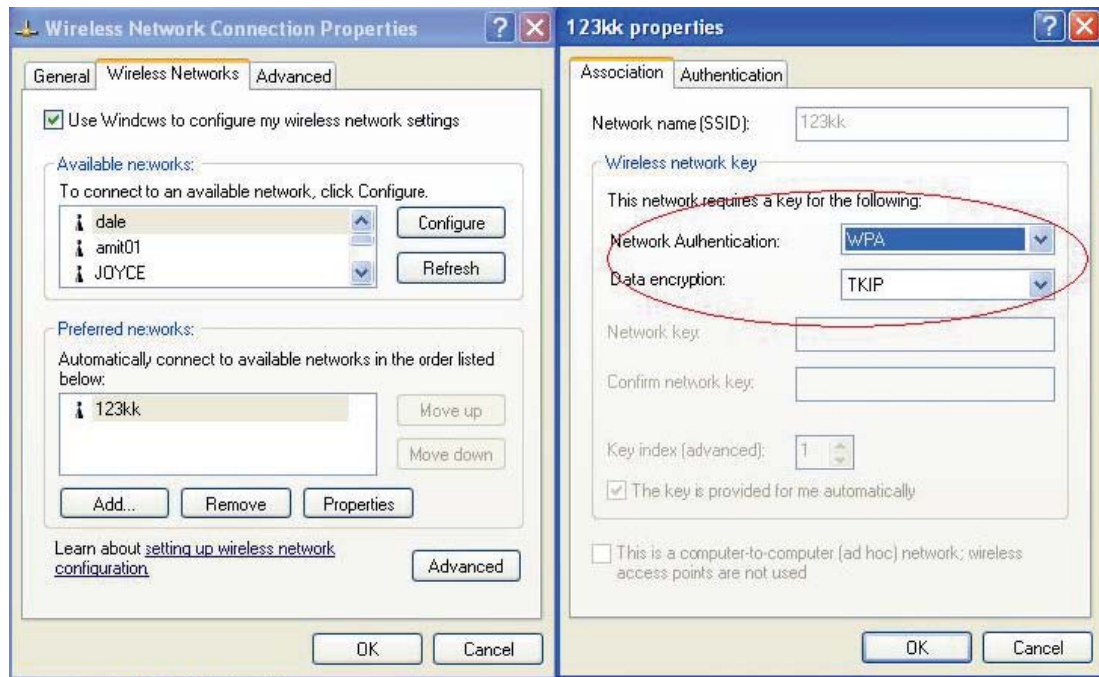 Wireless Network Connection Properties
General Wireless Networks Advanced
Use Windcws to configure my wireless network settings
Available ne:works:
To connect to an available network, click Configure.
dale
amit01
JOYCE
Configure
Refresh
Preferred ne:works:
Automatically connect to available networks in the order listed
below:
123kk
Move up
Move down
Add... Remove Properties
Learn about setting up wireless network
configuration.
Advanced
OK Cancel
123kk properties
Association Authentication
Network name (SSID): 123kk
Wireless network key
This network requires a key for the following:
Network Authentication: WPA
Data encryption: TKIP
Network key:
Confirm network key:
Key index (advanced): 1
The key is provided for me automatically
This is a computer-to-computer (ad hoc) network; wireless
access points are not used
OK Cancel